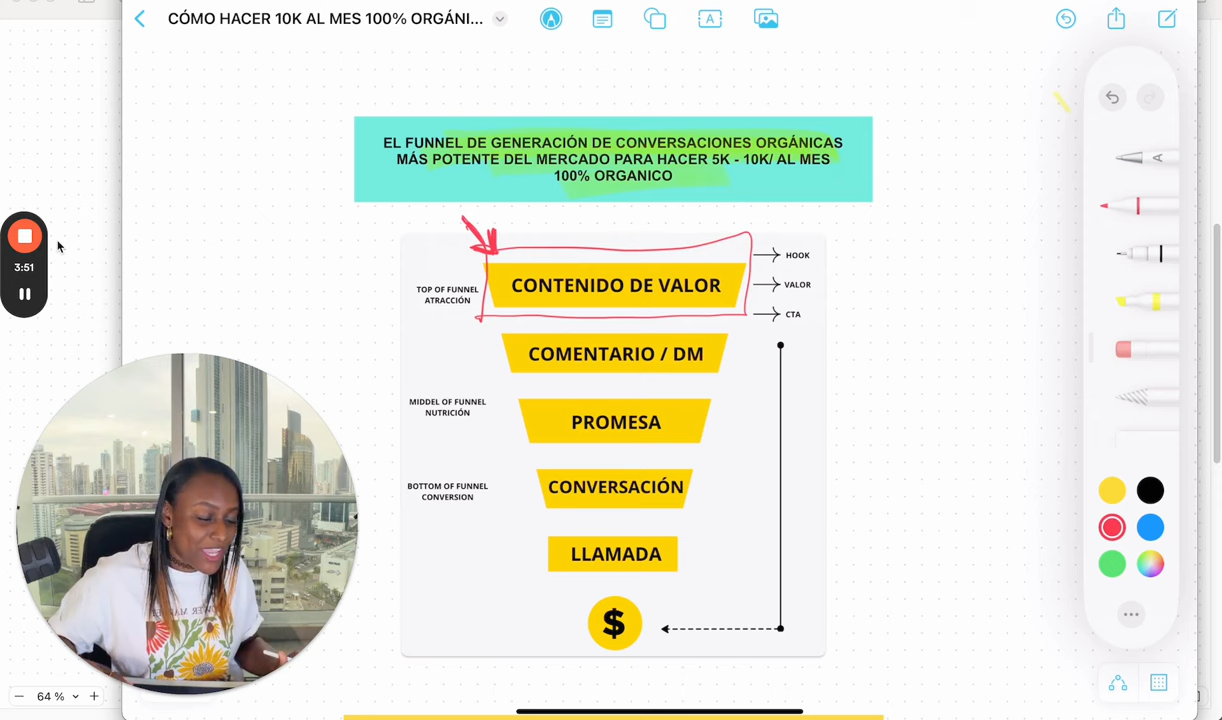 CÓMO HACER 10K AL MES 100% ORGÁNI...
A
EL FUNNEL DE GENERACIÓN DE CONVERSACIONES ORGÁNICAS
MÁS POTENTE DEL MERCADO PARA HACER 5K - 10K/ AL MES
100% ORGANICO
A
3:51
HOOK
TOP OF FUNNEL
ATRACCIÓN
CONTENIDO DE VALOR
VALOR
CTA
COMENTARIO / DM
MIDDEL OF FUNNEL
NUTRICIÓN
PROMESA
BOTTOM OF FUNNEL
CONVERSION
CONVERSACIÓN
LLAMADA
$
64 %